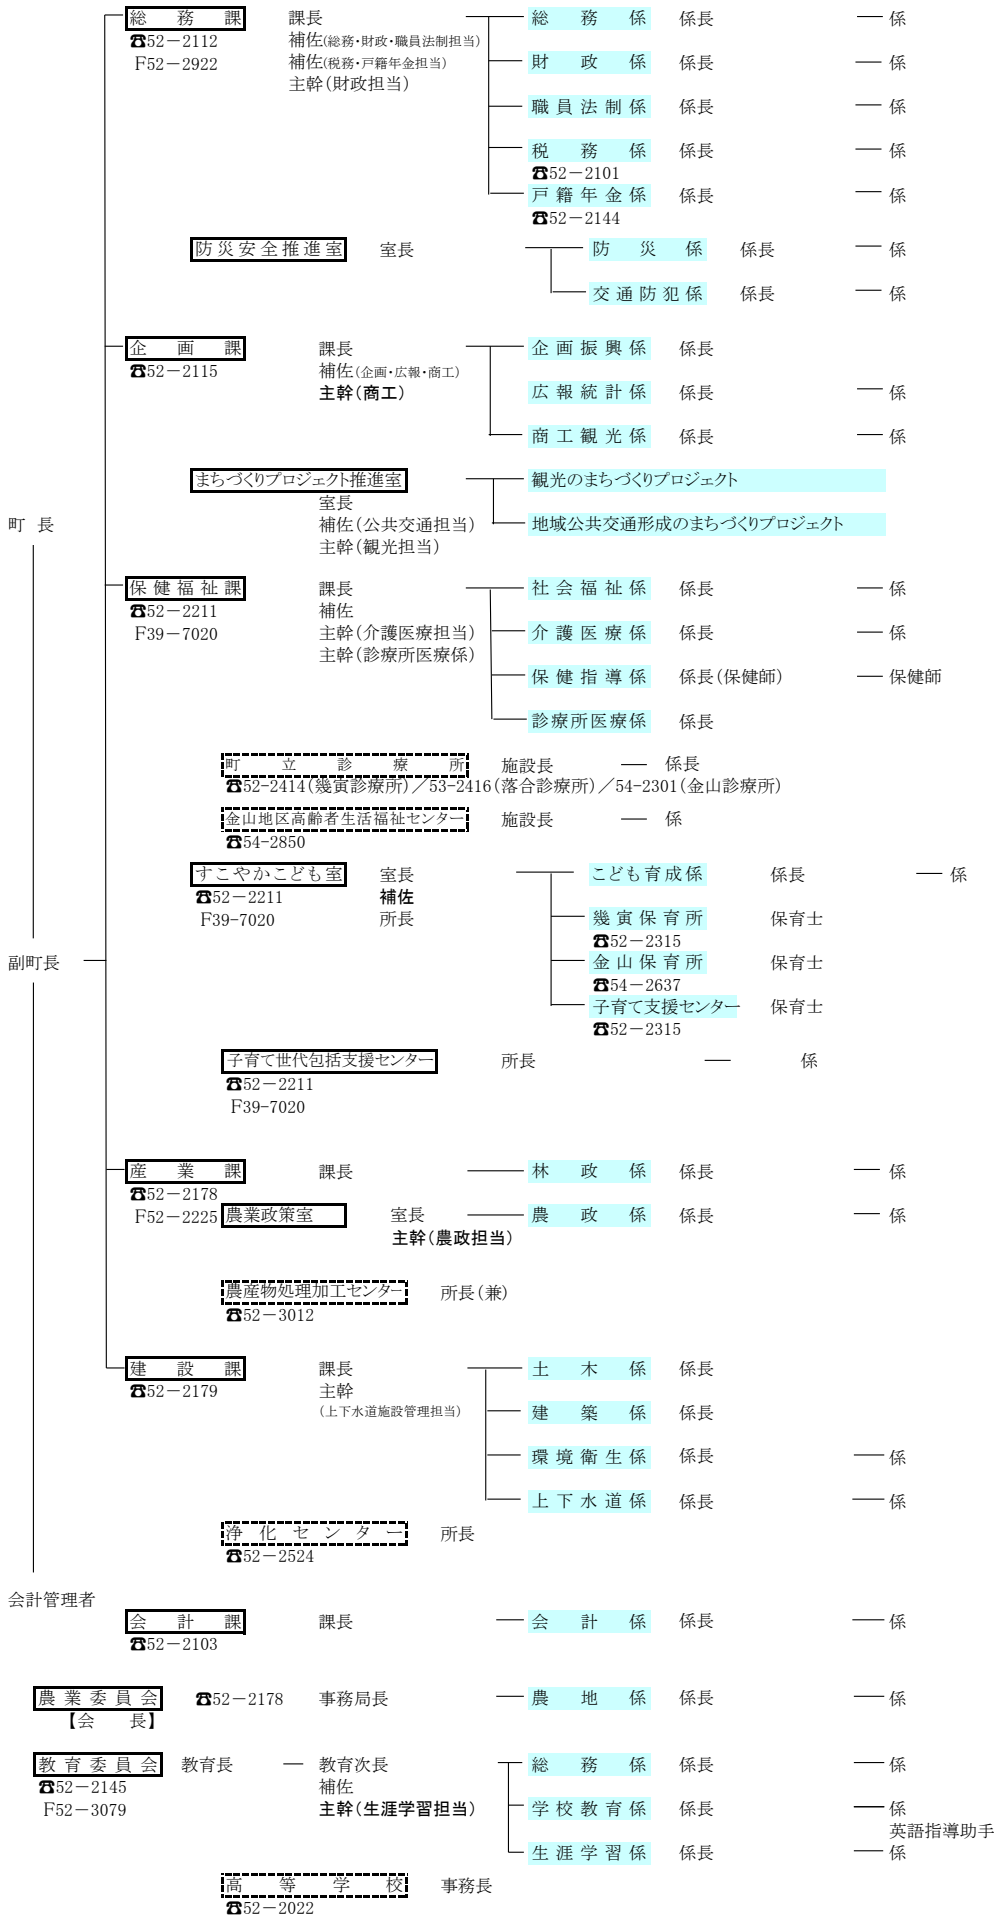 総務課 課長 総務係 係長 係
☎52－2112 補佐(総務・財政・職員法制担当)
F52－2922 補佐(税務・戸籍年金担当) 財政係 係長 係
主幹(財政担当)
職員法制係 係長 係
税務係 係長 係
☎52－2101
戸籍年金係 係長 係
☎52－2144
防災安全推進室 室長 防災係 係長 係
交通防犯係 係長 係
企画課 課長 企画振興係 係長
☎52－2115 補佐(企画・広報・商工)
主幹(商工) 広報統計係 係長 係
商工観光係 係長 係
まちづくりプロジェクト推進室 観光のまちづくりプロジェクト
室長
町長 補佐(公共交通担当) 地域公共交通形成のまちづくりプロジェクト
主幹(観光担当)
保健福祉課 課長 社会福祉係 係長 係
☎52－2211 補佐
F39－7020 主幹(介護医療担当) 介護医療係 係長 係
主幹(診療所医療係)
保健指導係 係長(保健師) 保健師
診療所医療係 係長
町立診療所 施設長 係長
☎52-2414(幾寅診療所)／53-2416(落合診療所)／54-2301(金山診療所)
金山地区高齢者生活福祉センター 施設長 係
☎54-2850
すこやかこども室 室長 こども育成係 係長 係
☎52－2211 補佐
F39-7020 所長 幾寅保育所 保育士
☎52－2315
副町長 金山保育所 保育士
☎54－2637
子育て支援センター 保育士
☎52－2315
子育て世代包括支援センター 所長 係
☎52－2211
F39-7020
産業課 課長 林政係 係長 係
☎52－2178
F52－2225 農業政策室 室長 農政係 係長 係
主幹(農政担当)
農産物処理加工センター 所長(兼)
☎52－3012
建設課 課長 土木係 係長
☎52－2179 主幹
(上下水道施設管理担当) 建築係 係長
環境衛生係 係長 係
上下水道係 係長 係
浄化センター 所長
☎52－2524
会計管理者
会計課 課長 会計係 係長 係
☎52－2103
農業委員会 ☎52－2178 事務局長 農地係 係長 係
【会長】
教育委員会 教育長 教育次長 総務係 係長 係
☎52－2145 補佐
F52－3079 主幹(生涯学習担当) 学校教育係 係長 係
英語指導助手
生涯学習係 係長 係
高等学校 事務長
☎52－2022